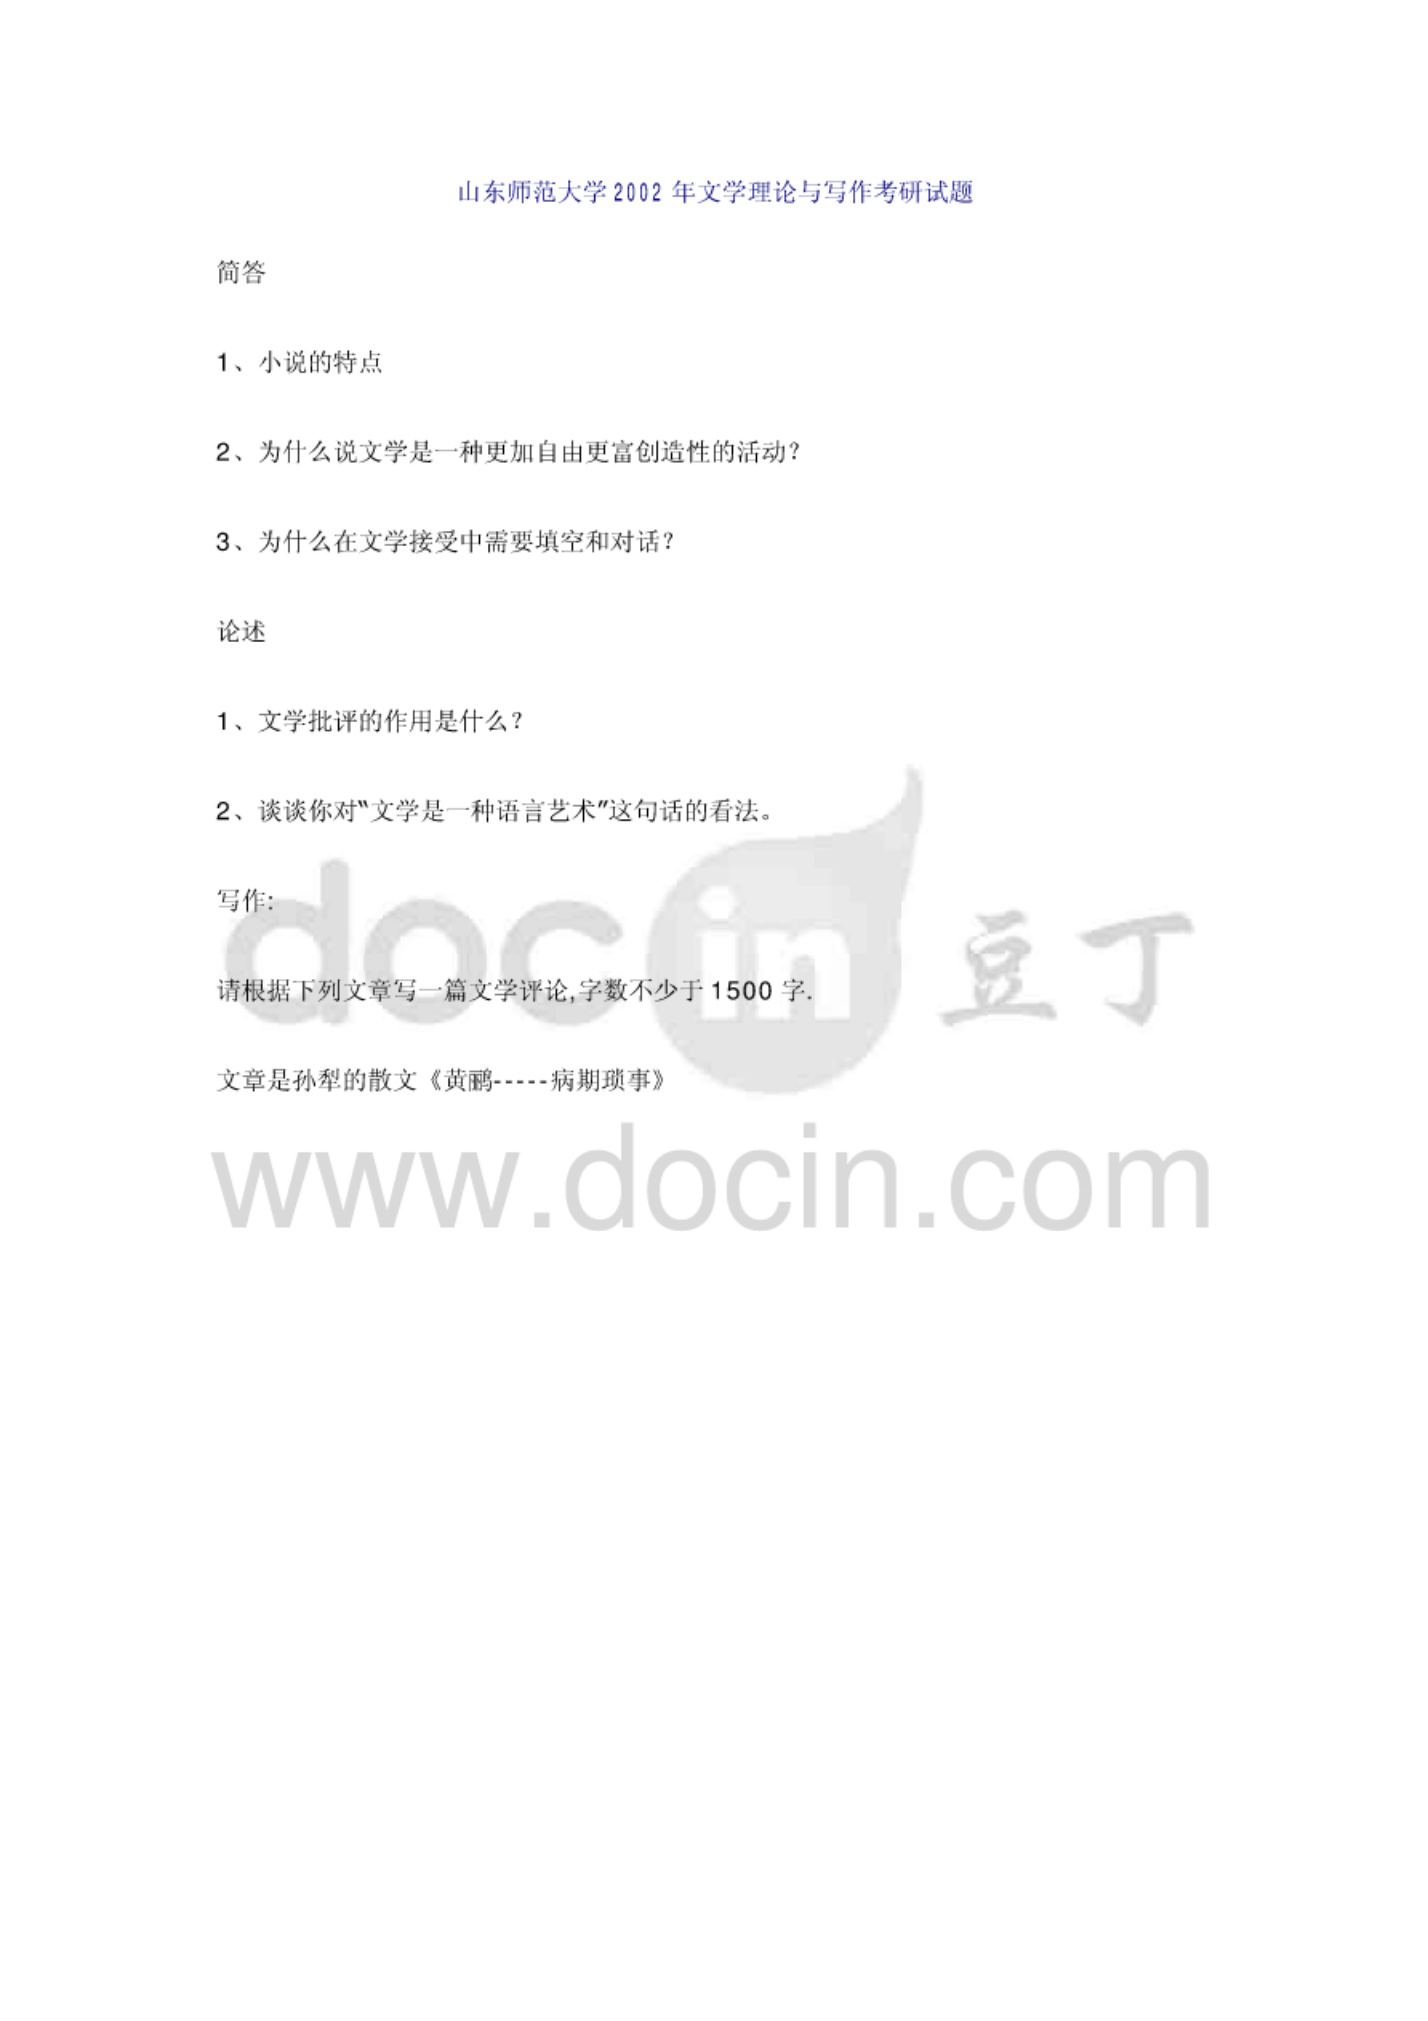 山东师范大学2002 年文学理论与写作考研试题
简答
1、小说的特点
2、为什么说文学是一种更加自由更富创造性的活动？
3、为什么在文学接受中需要填空和对话？
论述
1、文学批评的作用是什么？
2、谈谈你对“文学是一种语言艺术”这句话的看法。
写作:
请根据下列文章写一篇文学评论,字数不少于 1500 字.
文章是孙犁的散文《黄鹂-----病期琐事》
docin 豆丁
www.docin.com